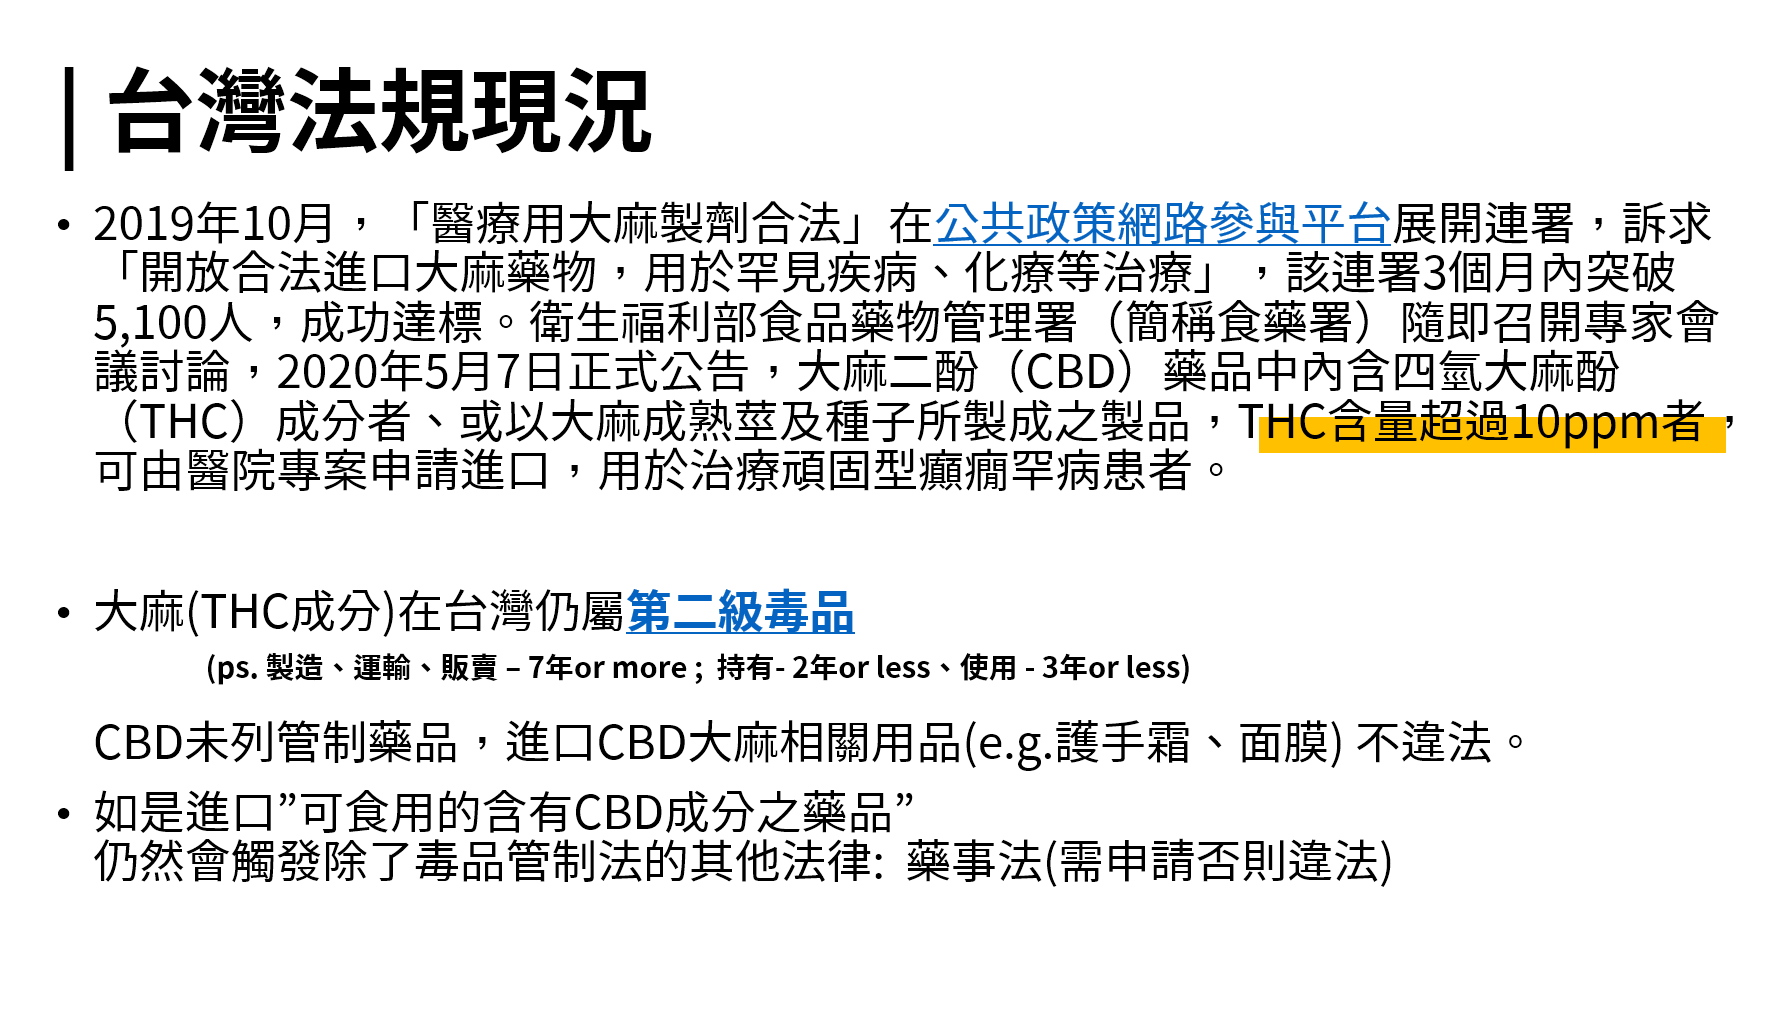 台灣法規現況
• 2019年10月，「醫療用大麻製劑合法」在公共政策網路參與平台展開連署，訴求
「開放合法進口大麻藥物，用於罕見疾病、化療等治療」，該連署3個月內突破
5,100人，成功達標。衛生福利部食品藥物管理署（簡稱食藥署）隨即召開專家會
議討論，2020年5月7日正式公告，大麻二酚（CBD）藥品中內含四氫大麻酚
（THC）成分者、或以大麻成熟莖及種子所製成之製品，THC含量超過10ppm者，
可由醫院專案申請進口，用於治療頑固型癲癇罕病患者。
• 大麻(THC成分)在台灣仍屬第二級毒品
(ps. 製造、運輸、販賣 – 7年or more ; 持有- 2年or less、使用 - 3年or less)
CBD未列管制藥品，進口CBD大麻相關用品(e.g.護手霜、面膜) 不違法。
• 如是進口”可食用的含有CBD成分之藥品”
仍然會觸發除了毒品管制法的其他法律: 藥事法(需申請否則違法)